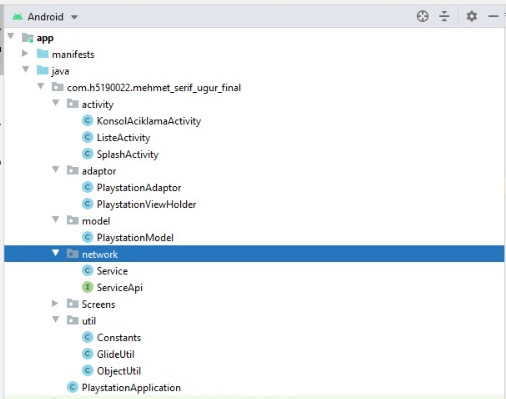 Android
app
manifests
java
com.h5190022.mehmet_serif_ugur_final
activity
C KonsolAciklamaActivity
C ListeActivity
C SplashActivity
adaptor
C PlaystationAdaptor
C PlaystationViewHolder
model
C PlaystationModel
network
C Service
I ServiceApi
Screens
util
C Constants
C GlideUtil
C ObjectUtil
C PlaystationApplication